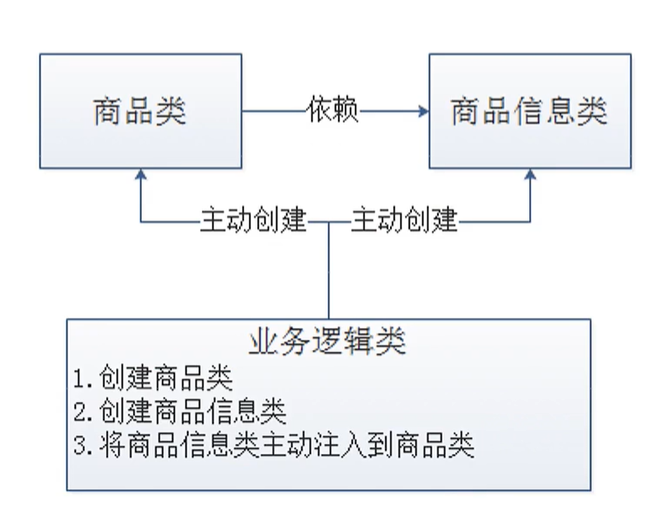 商品类
依赖
商品信息类
主动创建
主动创建
业务逻辑类
1.创建商品类
2.创建商品信息类
3.将商品信息类主动注入到商品类